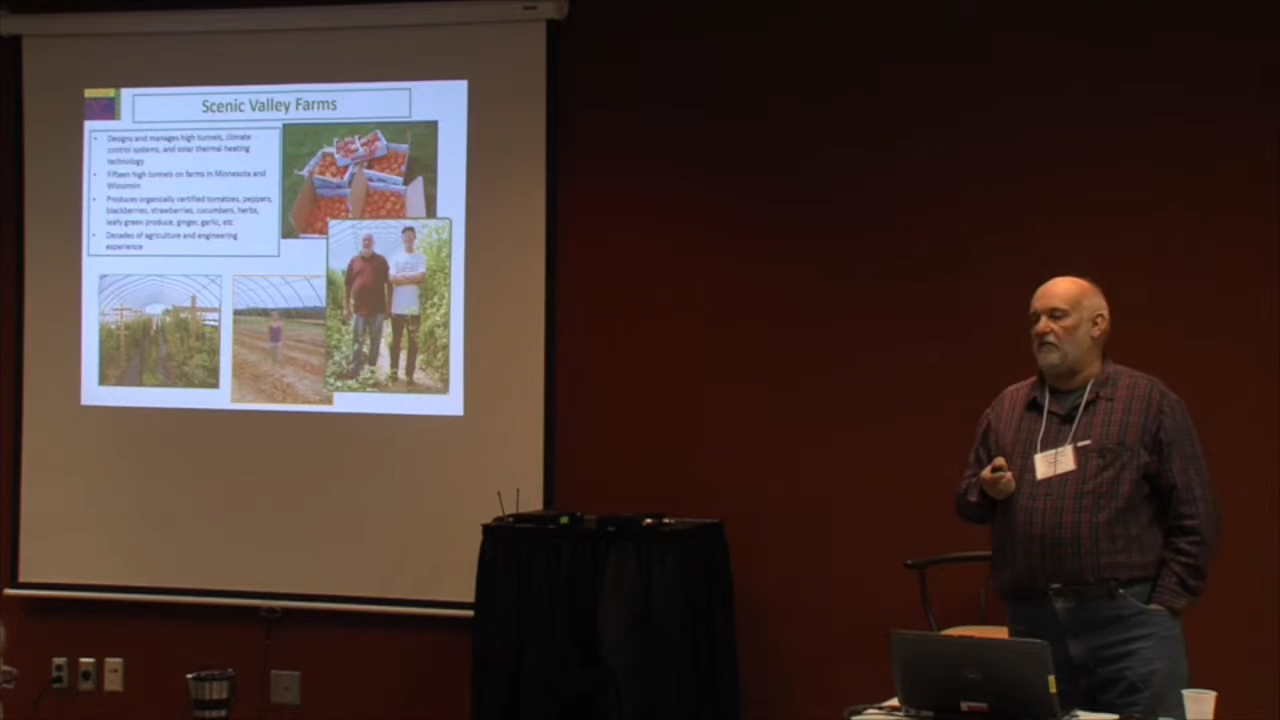 Scenic Valley Farms
• Designs and manages high tunnels, climate
control systems, and solar thermal heating
technology
• Fifteen high tunnels on farms in Minnesota and
Wisconsin
• Produces organically certified tomatoes, peppers,
blackberries, strawberries, cucumbers, herbs,
leafy green produce, ginger, garlic, etc
• Decades of agriculture and engineering
experience